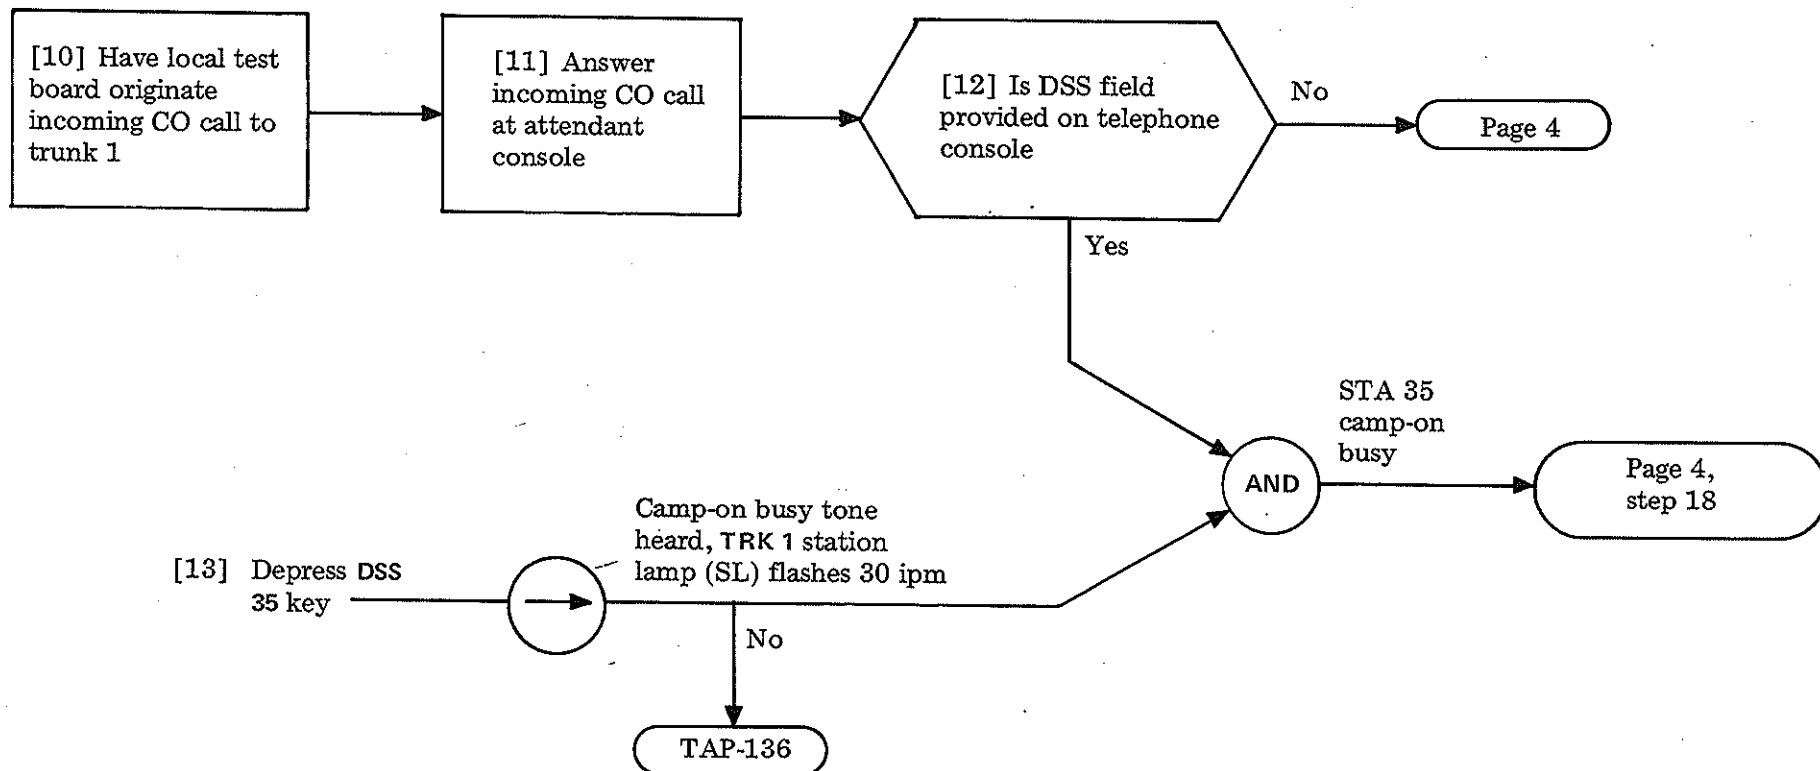 [10] Have local test
board originate
incoming CO call to
trunk 1
[11] Answer
incoming CO call
at attendant
console
[12] Is DSS field
provided on telephone
console
No
Page 4
Yes
STA 35
camp-on
busy
AND
Page 4,
step 18
Camp-on busy tone
heard, TRK 1 station
lamp (SL) flashes 30 ipm
[13] Depress DSS
35 key
No
TAP-136